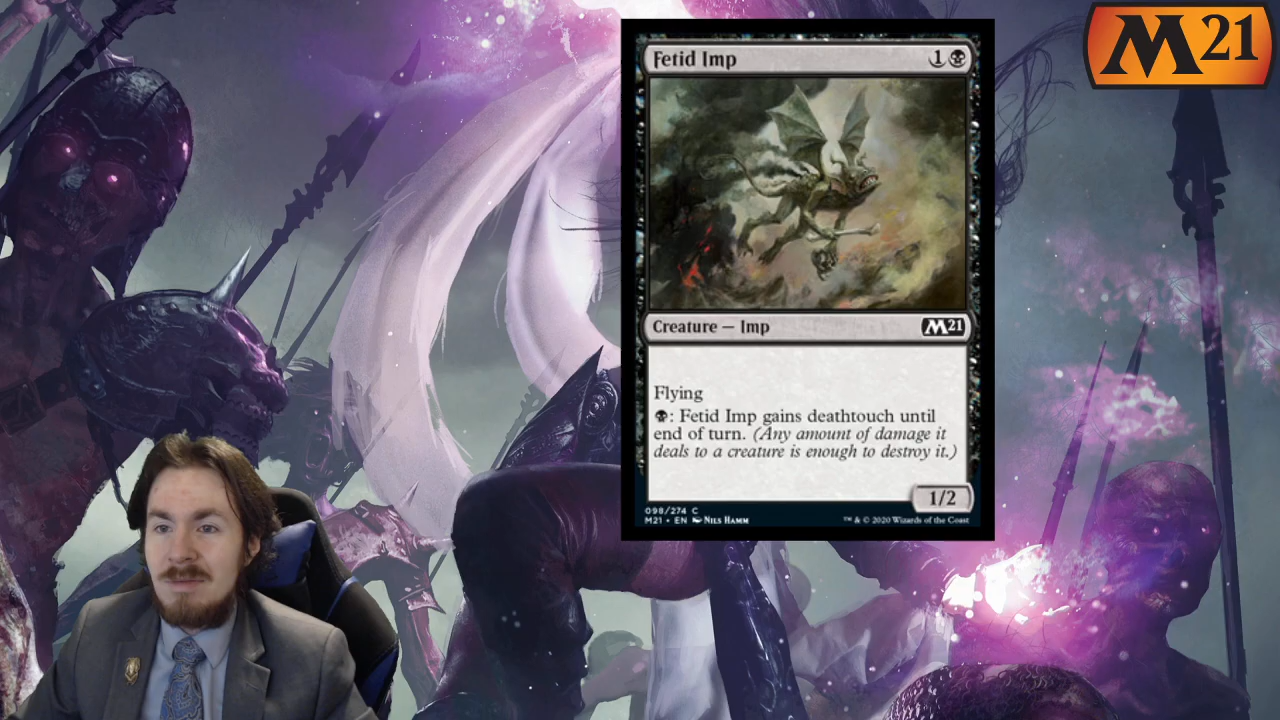 M21
Fetid Imp 1
Creature — Imp M21
Flying
: Fetid Imp gains deathtouch until
end of turn. (Any amount of damage it
deals to a creature is enough to destroy it.)
1/2
098/274 C
M21 • EN Nils Hamm ™ & © 2020 Wizards of the Coast